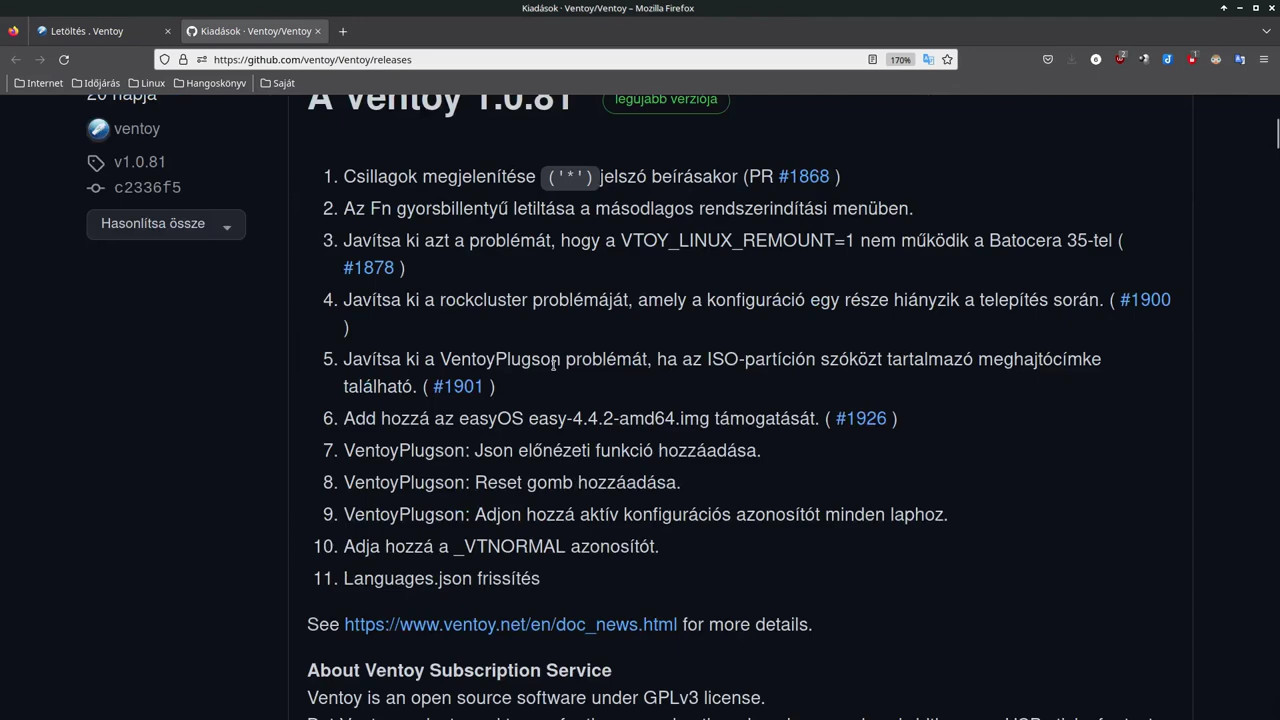 Kiadások · Ventoy/Ventoy – Mozilla Firefox
Letöltés . Ventoy
Kiadások · Ventoy/Ventoy
https://github.com/ventoy/Ventoy/releases
170%
2
1
Internet
Időjárás
Linux
Hangoskönyv
Saját
20 napja
A Ventoy 1.0.81
legújabb verziója
ventoy
v1.0.81
c2336f5
Hasonlítsa össze
1. Csillagok megjelenítése ('*') jelszó beírásakor (PR #1868 )
2. Az Fn gyorsbillentyű letiltása a másodlagos rendszerindítási menüben.
3. Javítsa ki azt a problémát, hogy a VTOY_LINUX_REMOUNT=1 nem működik a Batocera 35-tel (
#1878 )
4. Javítsa ki a rockcluster problémáját, amely a konfiguráció egy része hiányzik a telepítés során. ( #1900
)
5. Javítsa ki a VentoyPlugson problémát, ha az ISO-partíción szóközt tartalmazó meghajtócímke
található. ( #1901 )
6. Add hozzá az easyOS easy-4.4.2-amd64.img támogatását. ( #1926 )
7. VentoyPlugson: Json előnézeti funkció hozzáadása.
8. VentoyPlugson: Reset gomb hozzáadása.
9. VentoyPlugson: Adjon hozzá aktív konfigurációs azonosítót minden laphoz.
10. Adja hozzá a _VTNORMAL azonosítót.
11. Languages.json frissítés
See https://www.ventoy.net/en/doc_news.html for more details.
About Ventoy Subscription Service
Ventoy is an open source software under GPLv3 license.